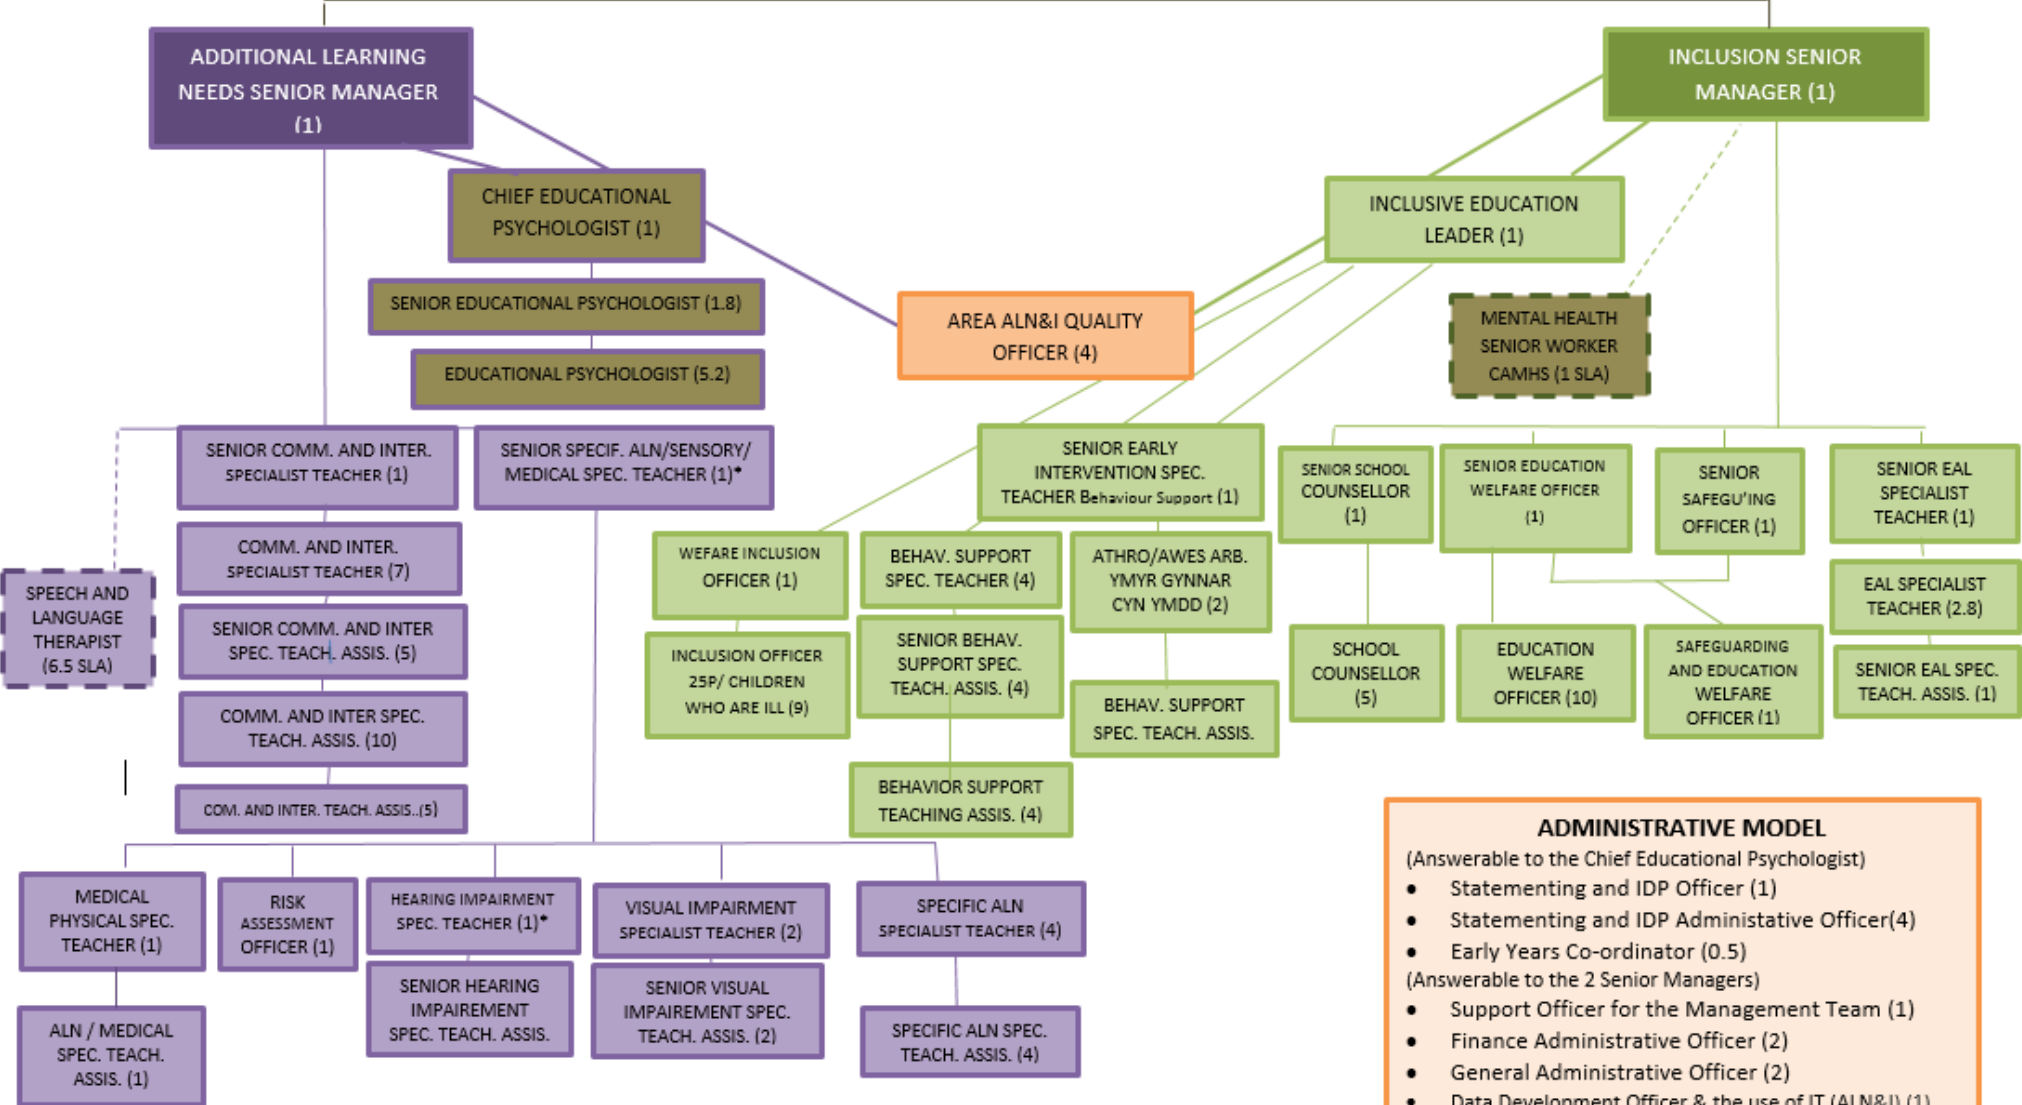 ADDITIONAL LEARNING
NEEDS SENIOR MANAGER
(1)
INCLUSION SENIOR
MANAGER (1)
CHIEF EDUCATIONAL
PSYCHOLOGIST (1)
INCLUSIVE EDUCATION
LEADER (1)
SENIOR EDUCATIONAL PSYCHOLOGIST (1.8)
AREA ALN&I QUALITY
OFFICER (4)
MENTAL HEALTH
SENIOR WORKER
CAMHS (1 SLA)
EDUCATIONAL PSYCHOLOGIST (5.2)
SENIOR COMM. AND INTER.
SPECIALIST TEACHER (1)
SENIOR SPECIF. ALN/SENSORY/
MEDICAL SPEC. TEACHER (1)*
SENIOR EARLY
INTERVENTION SPEC.
TEACHER Behaviour Support (1)
SENIOR SCHOOL
COUNSELLOR
(1)
SENIOR EDUCATION
WELFARE OFFICER
(1)
SENIOR
SAFEGU'ING
OFFICER (1)
SENIOR EAL
SPECIALIST
TEACHER (1)
COMM. AND INTER.
SPECIALIST TEACHER (7)
SPEECH AND
LANGUAGE
THERAPIST
(6.5 SLA)
SENIOR COMM. AND INTER
SPEC. TEACH. ASSIS. (5)
COMM. AND INTER SPEC.
TEACH. ASSIS. (10)
COM. AND INTER. TEACH. ASSIS..(5)
WEFARE INCLUSION
OFFICER (1)
INCLUSION OFFICER
25P/ CHILDREN
WHO ARE ILL (9)
BEHAV. SUPPORT
SPEC. TEACHER (4)
SENIOR BEHAV.
SUPPORT SPEC.
TEACH. ASSIS. (4)
BEHAVIOR SUPPORT
TEACHING ASSIS. (4)
ATHRO/AWES ARB.
YMYR GYNNAR
CYN YMDD (2)
BEHAV. SUPPORT
SPEC. TEACH. ASSIS.
SCHOOL
COUNSELLOR
(5)
EDUCATION
WELFARE
OFFICER (10)
SAFEGUARDING
AND EDUCATION
WELFARE
OFFICER (1)
EAL SPECIALIST
TEACHER (2.8)
SENIOR EAL SPEC.
TEACH. ASSIS. (1)
MEDICAL
PHYSICAL SPEC.
TEACHER (1)
RISK
ASSESSMENT
OFFICER (1)
HEARING IMPAIRMENT
SPEC. TEACHER (1)*
VISUAL IMPAIRMENT
SPECIALIST TEACHER (2)
SPECIFIC ALN
SPECIALIST TEACHER (4)
ALN / MEDICAL
SPEC. TEACH.
ASSIS. (1)
SENIOR HEARING
IMPAIREMENT
SPEC. TEACH. ASSIS.
SENIOR VISUAL
IMPAIREMENT SPEC.
TEACH. ASSIS. (2)
SPECIFIC ALN SPEC.
TEACH. ASSIS. (4)
ADMINISTRATIVE MODEL
(Answerable to the Chief Educational Psychologist)
• Statementing and IDP Officer (1)
• Statementing and IDP Administative Officer(4)
• Early Years Co-ordinator (0.5)
(Answerable to the 2 Senior Managers)
• Support Officer for the Management Team (1)
• Finance Administrative Officer (2)
• General Administrative Officer (2)
• Data Development Officer & the use of IT (ALN&I) (1)